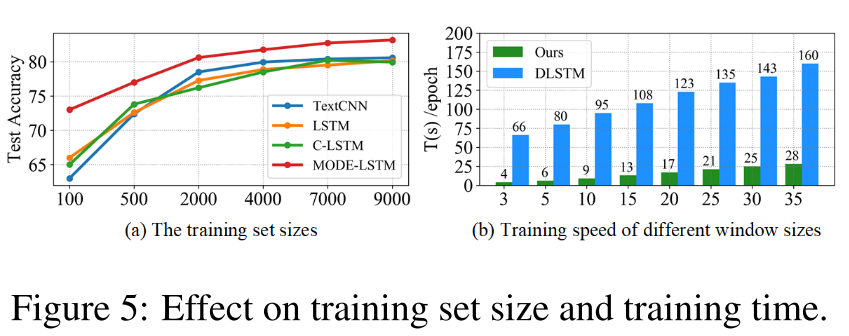 Test Accuracy
80
75
70
65
TextCNN
LSTM
C-LSTM
MODE-LSTM
100 500 2000 4000 7000 9000
(a) The training set sizes
T(s) /epoch
200
175
150
125
100
75
50
25
0
Ours
DLSTM
66 80 95 108 123 135 143 160
4 6 9 13 17 21 25 28
3 5 10 15 20 25 30 35
(b) Training speed of different window sizes
Figure 5: Effect on training set size and training time.